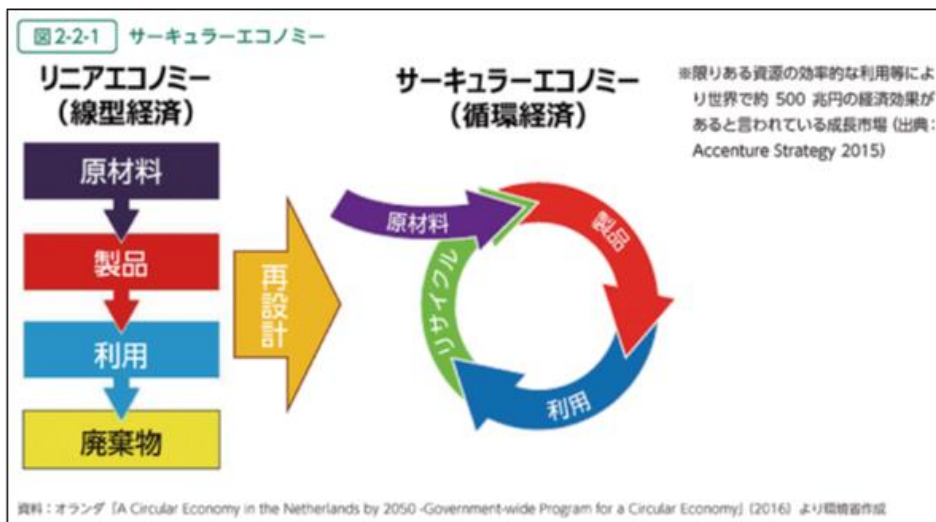 図2-2-1 サーキュラーエコノミー
リニアエコノミー
（線型経済）
原材料
製品
利用
廃棄物
再設計
サーキュラーエコノミー
（循環経済）
原材料
製品
利用
リサイクル
※限りある資源の効率的な利用等によ
り世界で約 500 兆円の経済効果が
あると言われている成長市場（出典：
Accenture Strategy 2015）
資料：オランダ「A Circular Economy in the Netherlands by 2050 -Government-wide Program for a Circular Economy」（2016）より環境省作成